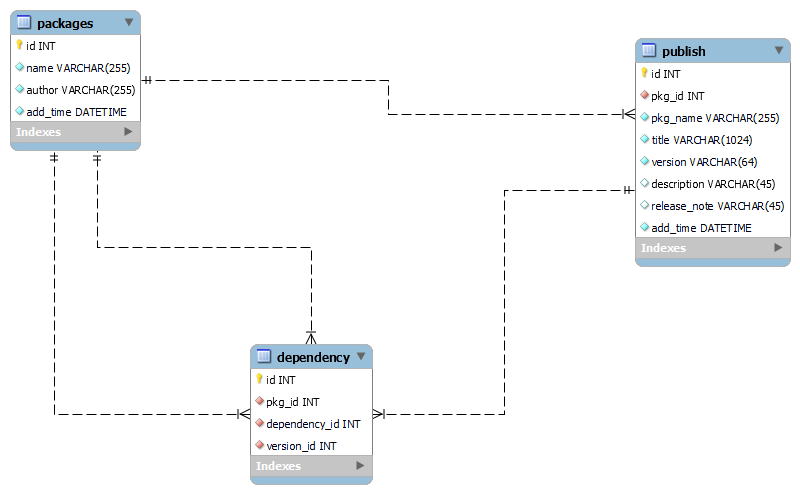 packages
id INT
name VARCHAR(255)
author VARCHAR(255)
add_time DATETIME
Indexes
publish
id INT
pkg_id INT
pkg_name VARCHAR(255)
title VARCHAR(1024)
version VARCHAR(64)
description VARCHAR(45)
release_note VARCHAR(45)
add_time DATETIME
Indexes
dependency
id INT
pkg_id INT
dependency_id INT
version_id INT
Indexes